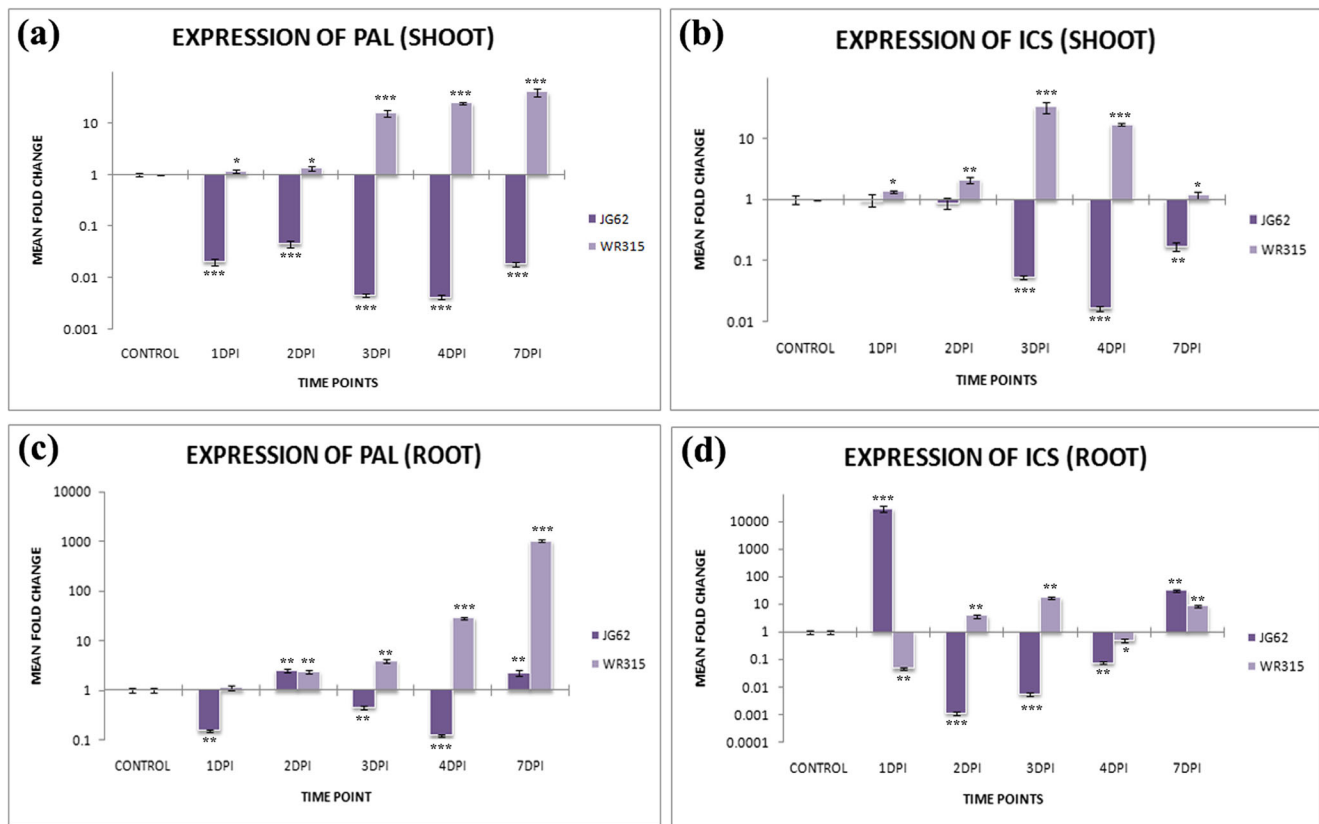 (a)
EXPRESSION OF PAL (SHOOT)
MEAN FOLD CHANGE
10
1
0.1
0.01
0.001
* * *** *** ***
*** *** *** *** ***
CONTROL 1DPI 2DPI 3DPI 4DPI 7DPI
TIME POINTS
JG62
WR315
(b)
EXPRESSION OF ICS (SHOOT)
MEAN FOLD CHANGE
10
1
0.1
0.01
* ** *** *** *
*** *** **
CONTROL 1DPI 2DPI 3DPI 4DPI 7DPI
TIME POINTS
JG62
WR315
(c)
EXPRESSION OF PAL (ROOT)
MEAN FOLD CHANGE
10000
1000
100
10
1
0.1
** ** ** *** ** ***
** ** ***
CONTROL 1DPI 2DPI 3DPI 4DPI 7DPI
TIME POINT
JG62
WR315
(d)
EXPRESSION OF ICS (ROOT)
MEAN FOLD CHANGE
10000
1000
100
10
1
0.1
0.01
0.001
0.0001
*** ** ** ** **
** *** *** ** *
CONTROL 1DPI 2DPI 3DPI 4DPI 7DPI
TIME POINTS
JG62
WR315